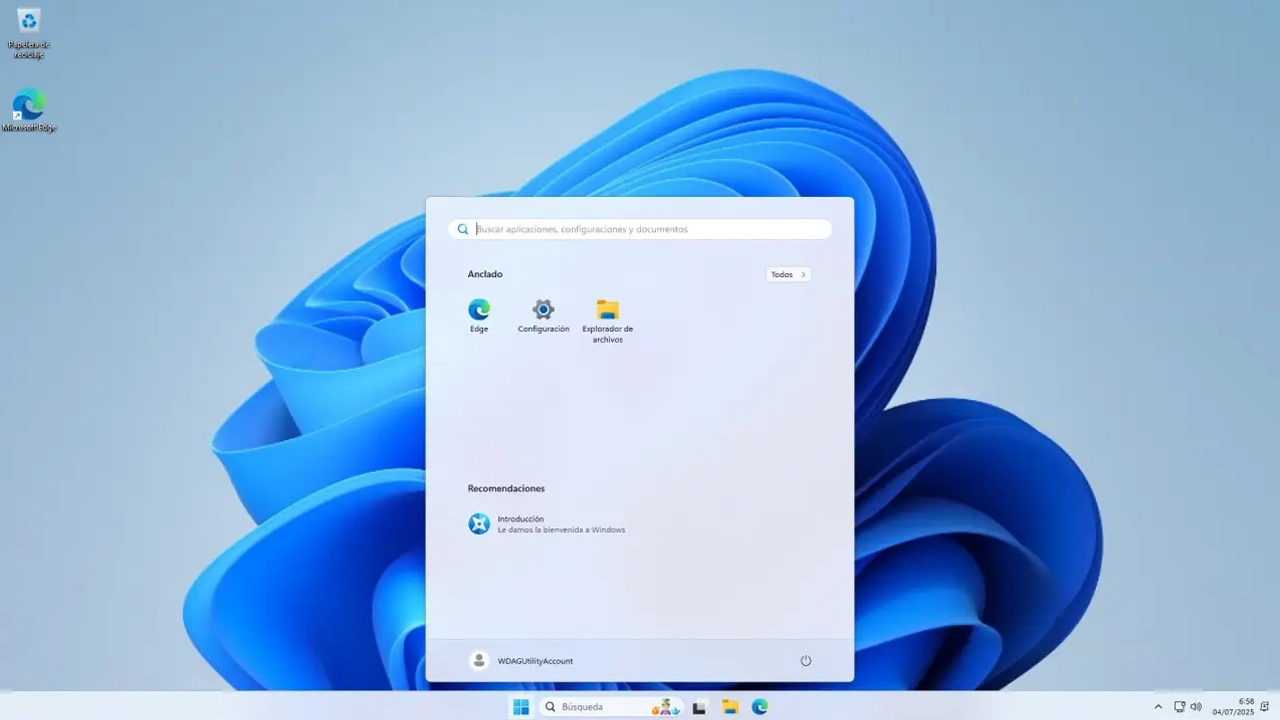 Papelera de
reciclaje
Microsoft Edge
Buscar aplicaciones, configuraciones y documentos
Anclado
Todos
Edge
Configuración
Explorador de
archivos
Recomendaciones
Introducción
Le damos la bienvenida a Windows
WDAGUtilityAccount
Búsqueda
6:58
04/07/2025